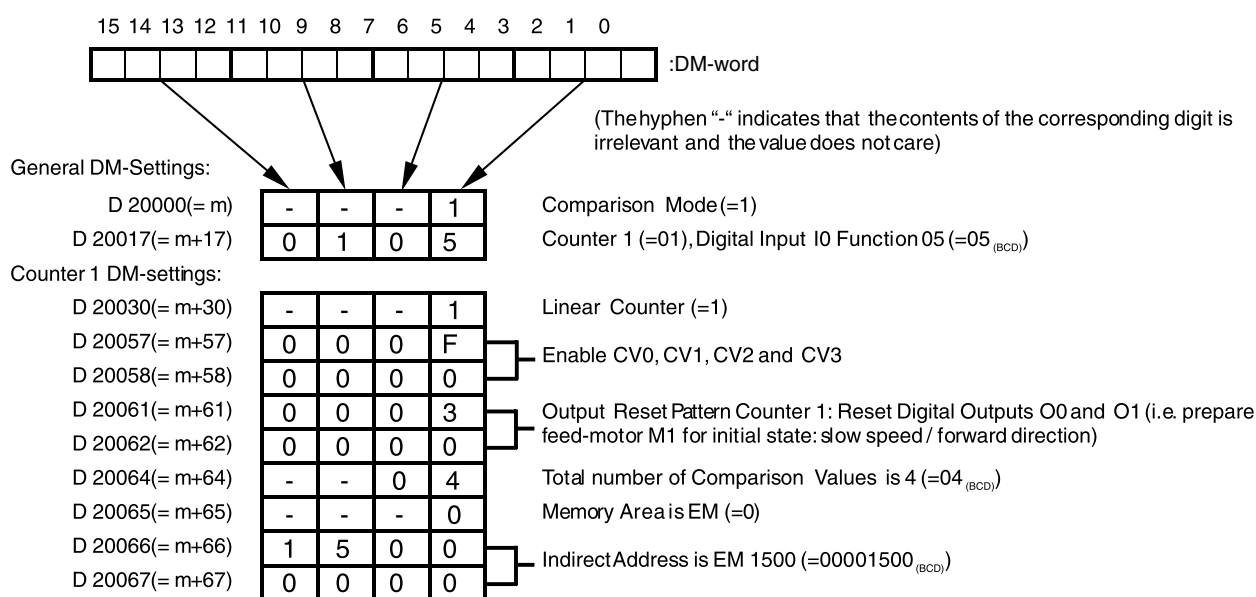 15 14 13 12 11 10 9 8 7 6 5 4 3 2 1 0
:DM-word
(The hyphen “-“ indicates that the contents of the corresponding digit is
irrelevant and the value does not care)
General DM-Settings:
D 20000(= m) - - - 1 Comparison Mode (=1)
D 20017(= m+17) 0 1 0 5 Counter 1 (=01), Digital Input I0 Function 05 (=05 (BCD))
Counter 1 DM-settings:
D 20030(= m+30) - - - 1 Linear Counter (=1)
D 20057(= m+57) 0 0 0 F
Enable CV0, CV1, CV2 and CV3
D 20058(= m+58) 0 0 0 0
D 20061(= m+61) 0 0 0 3 Output Reset Pattern Counter 1: Reset Digital Outputs O0 and O1 (i.e. prepare
D 20062(= m+62) 0 0 0 0 feed-motor M1 for initial state: slow speed / forward direction)
D 20064(= m+64) - - 0 4 Total number of Comparison Values is 4 (=04 (BCD))
D 20065(= m+65) - - - 0 Memory Area is EM (=0)
D 20066(= m+66) 1 5 0 0
Indirect Address is EM 1500 (=00001500 (BCD))
D 20067(= m+67) 0 0 0 0